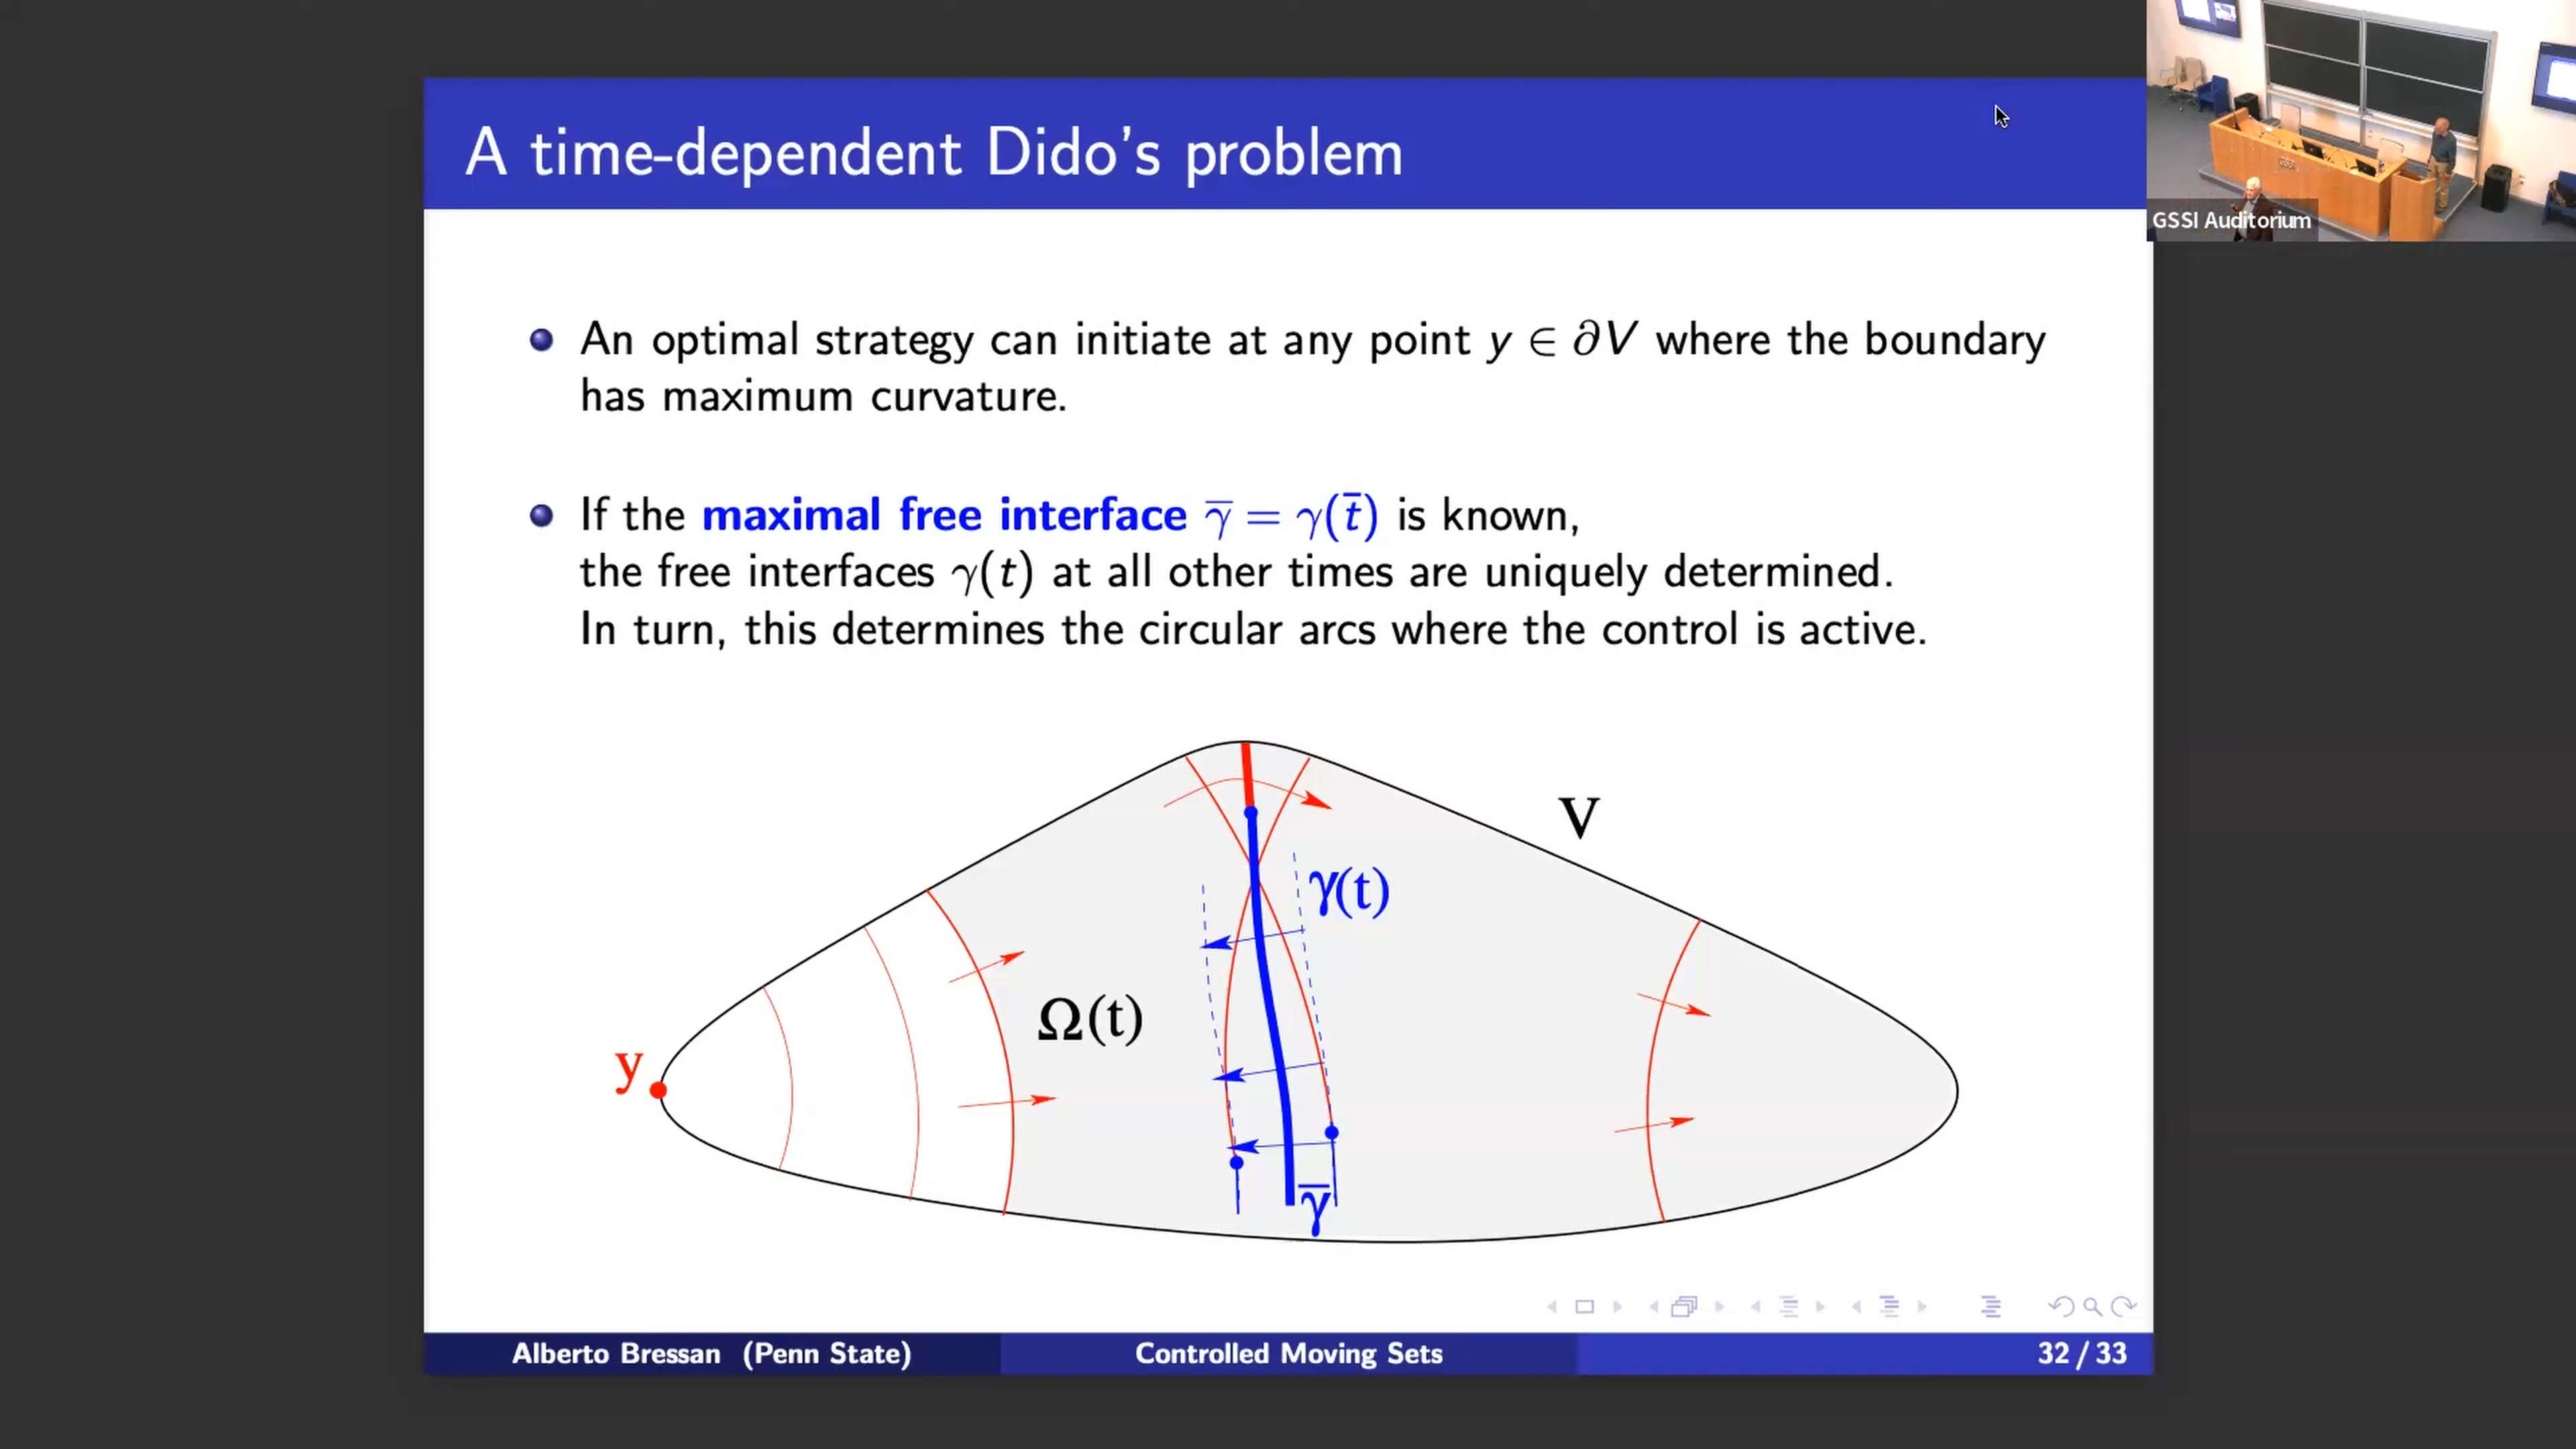 A time-dependent Dido's problem
GSSI Auditorium
An optimal strategy can initiate at any point y ∈ ∂V where the boundary
has maximum curvature.
If the maximal free interface γ̅ = γ(t̅) is known,
the free interfaces γ(t) at all other times are uniquely determined.
In turn, this determines the circular arcs where the control is active.
V
γ(t)
Ω(t)
y
γ̅
Alberto Bressan (Penn State)
Controlled Moving Sets
32 / 33